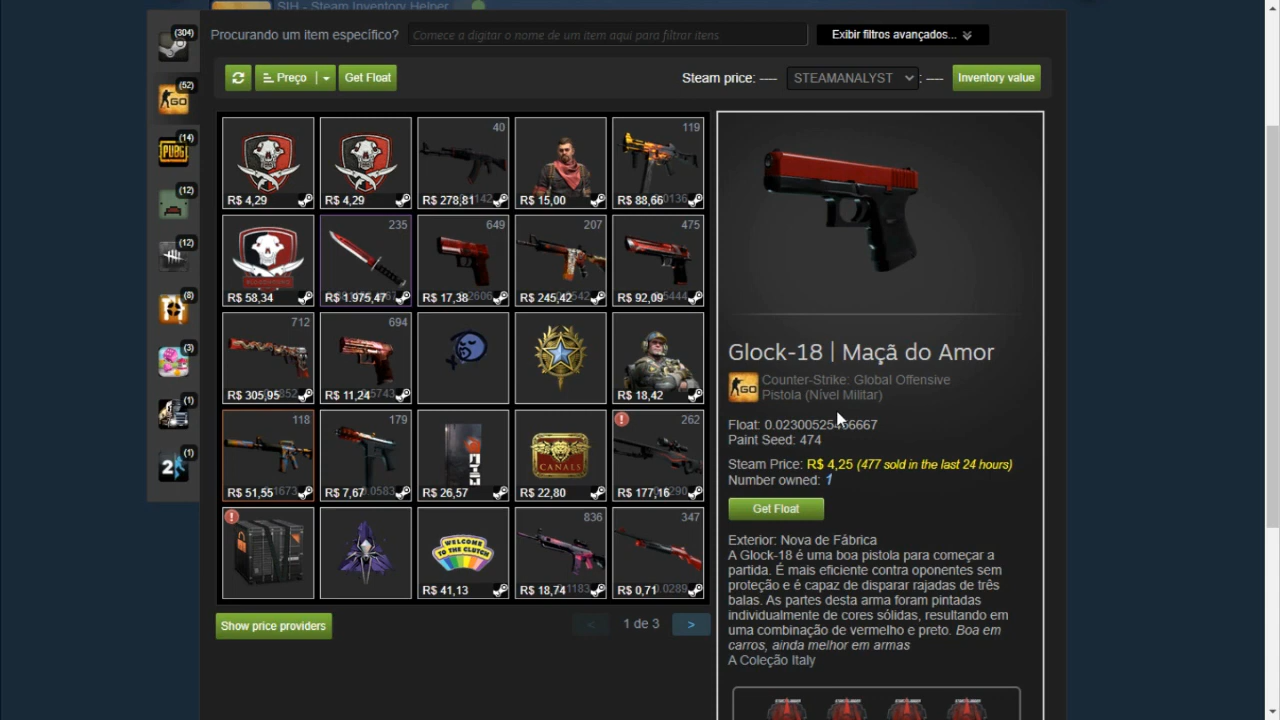 SIH - Steam Inventory Helper
(304)
Procurando um item específico?
Comece a digitar o nome de um item aqui para filtrar itens
Exibir filtros avançados...
(52)
GO
Preço
Get Float
Steam price: ----
STEAMANALYST
: ----
Inventory value
(14)
PUBG
(12)
(12)
(8)
(3)
(1)
(1)
2
R$ 4,29
R$ 4,29
40
R$ 278,81
R$ 15,00
119
R$ 88,66
R$ 58,34
235
R$ 1 975,47
649
R$ 17,38
207
R$ 245,42
475
R$ 92,09
712
R$ 305,95
694
R$ 11,24
R$ 18,42
118
R$ 51,55
179
R$ 7,67
R$ 26,57
CANALS
R$ 22,80
262
R$ 177,16
WELCOME
TO THE CLUTCH
R$ 41,13
836
R$ 18,74
347
R$ 0,71
Show price providers
<
1 de 3
>
Glock-18 | Maçã do Amor
GO
Counter-Strike: Global Offensive
Pistola (Nível Militar)
Paint Seed: 474
Steam Price: R$ 4,25 (477 sold in the last 24 hours)
Number owned: 1
Get Float
Exterior: Nova de Fábrica
A Glock-18 é uma boa pistola para começar a
partida. É mais eficiente contra oponentes sem
proteção e é capaz de disparar rajadas de três
balas. As partes desta arma foram pintadas
individualmente de cores sólidas, resultando em
uma combinação de vermelho e preto. Boa em
carros, ainda melhor em armas
A Coleção Italy